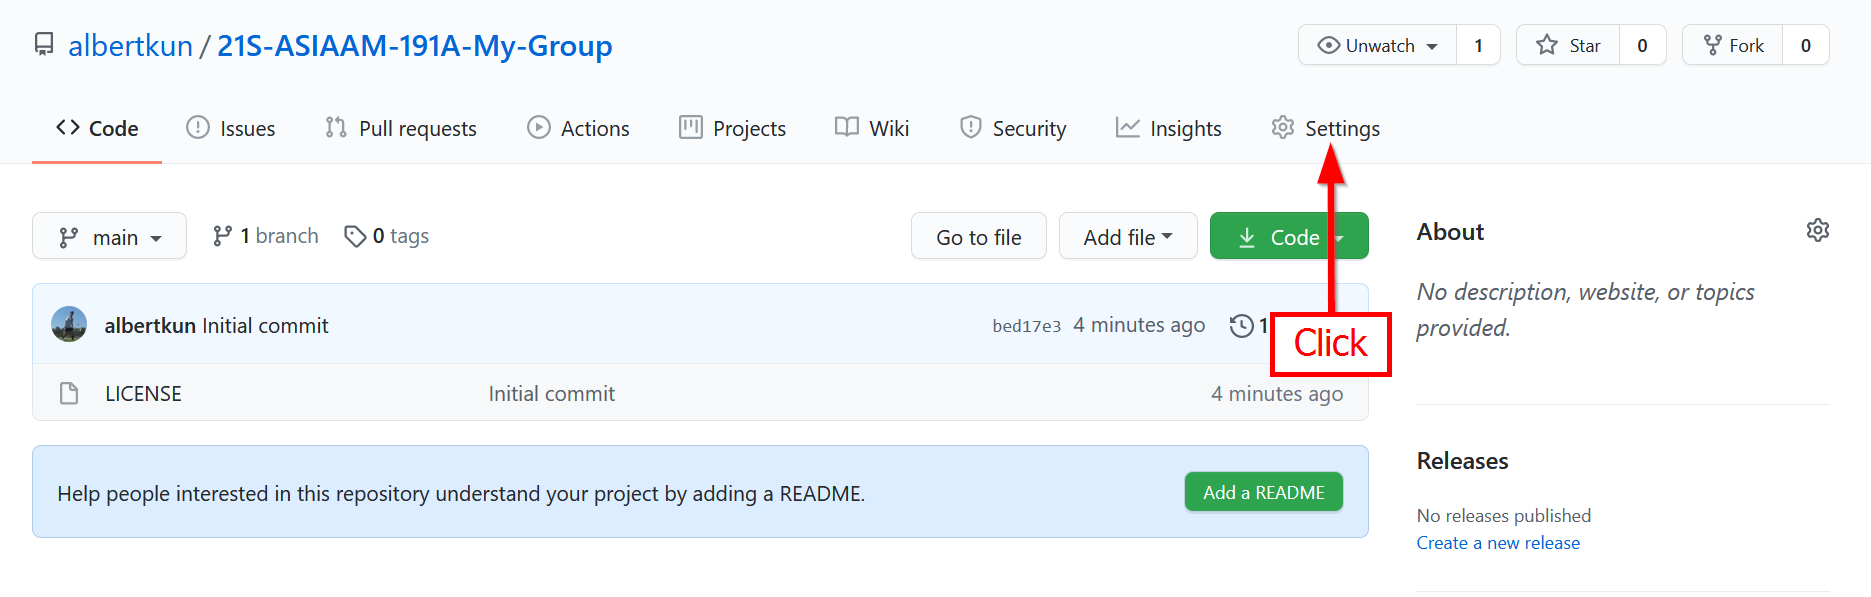 albertkun / 21S-ASIAAM-191A-My-Group
Unwatch 1 Star 0 Fork 0
Code Issues Pull requests Actions Projects Wiki Security Insights Settings
main 1 branch 0 tags Go to file Add file Code
About
No description, website, or topics
provided.
albertkun Initial commit bed17e3 4 minutes ago 1
Click
LICENSE Initial commit 4 minutes ago
Releases
Help people interested in this repository understand your project by adding a README. Add a README
No releases published
Create a new release